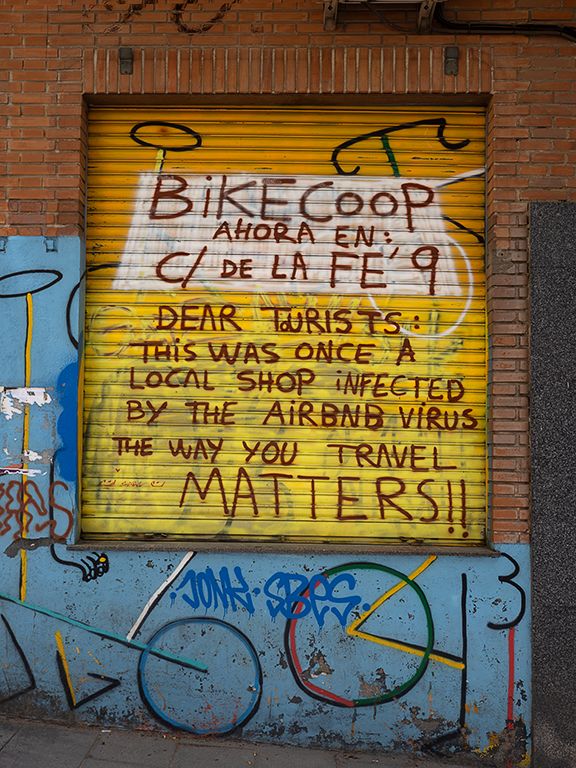 BiKECOOP
AHORA EN:
C/ DE LA FE 9
DEAR TOURISTS:
THIS WAS ONCE A
LOCAL SHOP iNFECTED
BY THE AiRBNB VIRUS
THE WAY YOU TRAVEL
MATTERS!!